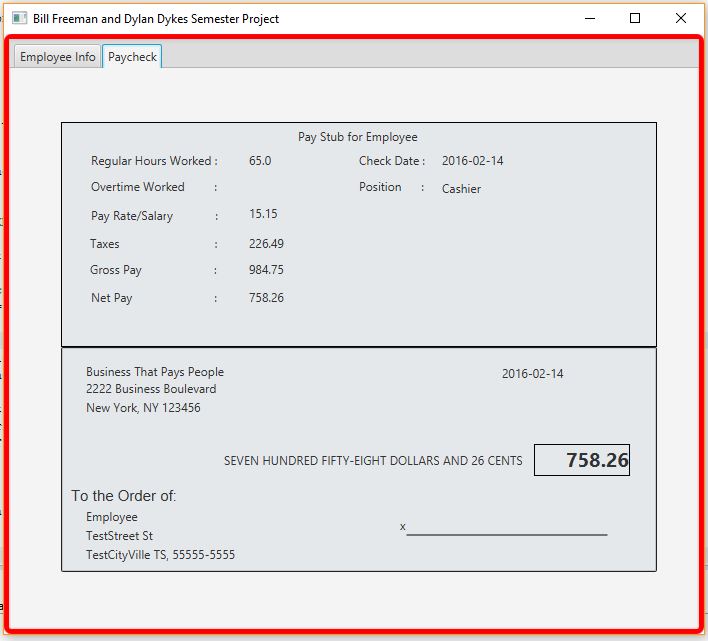 Bill Freeman and Dylan Dykes Semester Project
Employee Info Paycheck
Pay Stub for Employee
Regular Hours Worked : 65.0 Check Date : 2016-02-14
Overtime Worked : Position : Cashier
Pay Rate/Salary : 15.15
Taxes : 226.49
Gross Pay : 984.75
Net Pay : 758.26
Business That Pays People 2016-02-14
2222 Business Boulevard
New York, NY 123456
SEVEN HUNDRED FIFTY-EIGHT DOLLARS AND 26 CENTS 758.26
To the Order of:
Employee
TestStreet St x
TestCityVille TS, 55555-5555